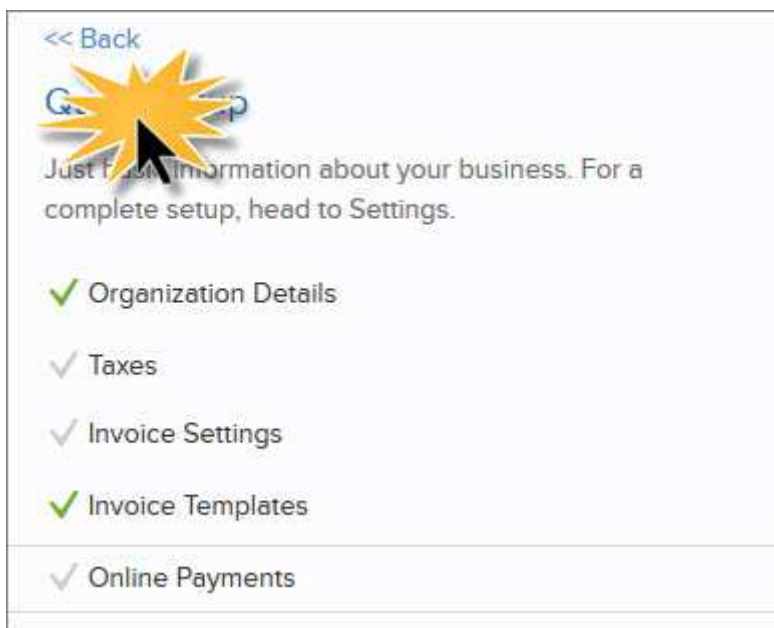 << Back
Just information about your business. For a
complete setup, head to Settings.
Organization Details
Taxes
Invoice Settings
Invoice Templates
Online Payments